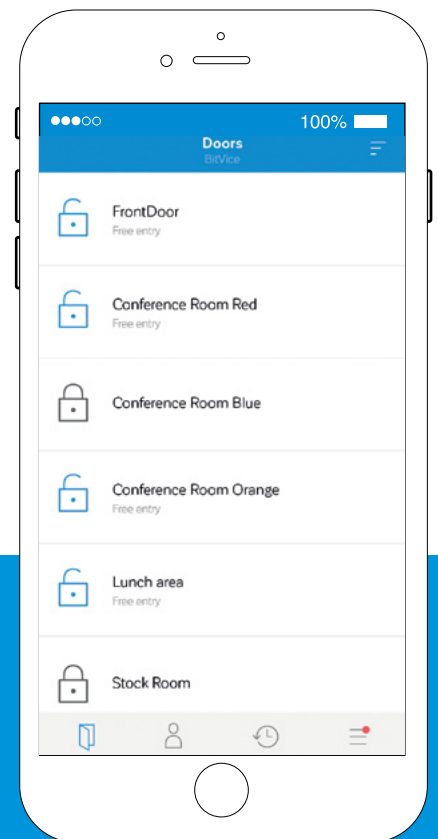 100%
Doors
BitVice
FrontDoor
Free entry
Conference Room Red
Free entry
Conference Room Blue
Conference Room Orange
Free entry
Lunch area
Free entry
Stock Room